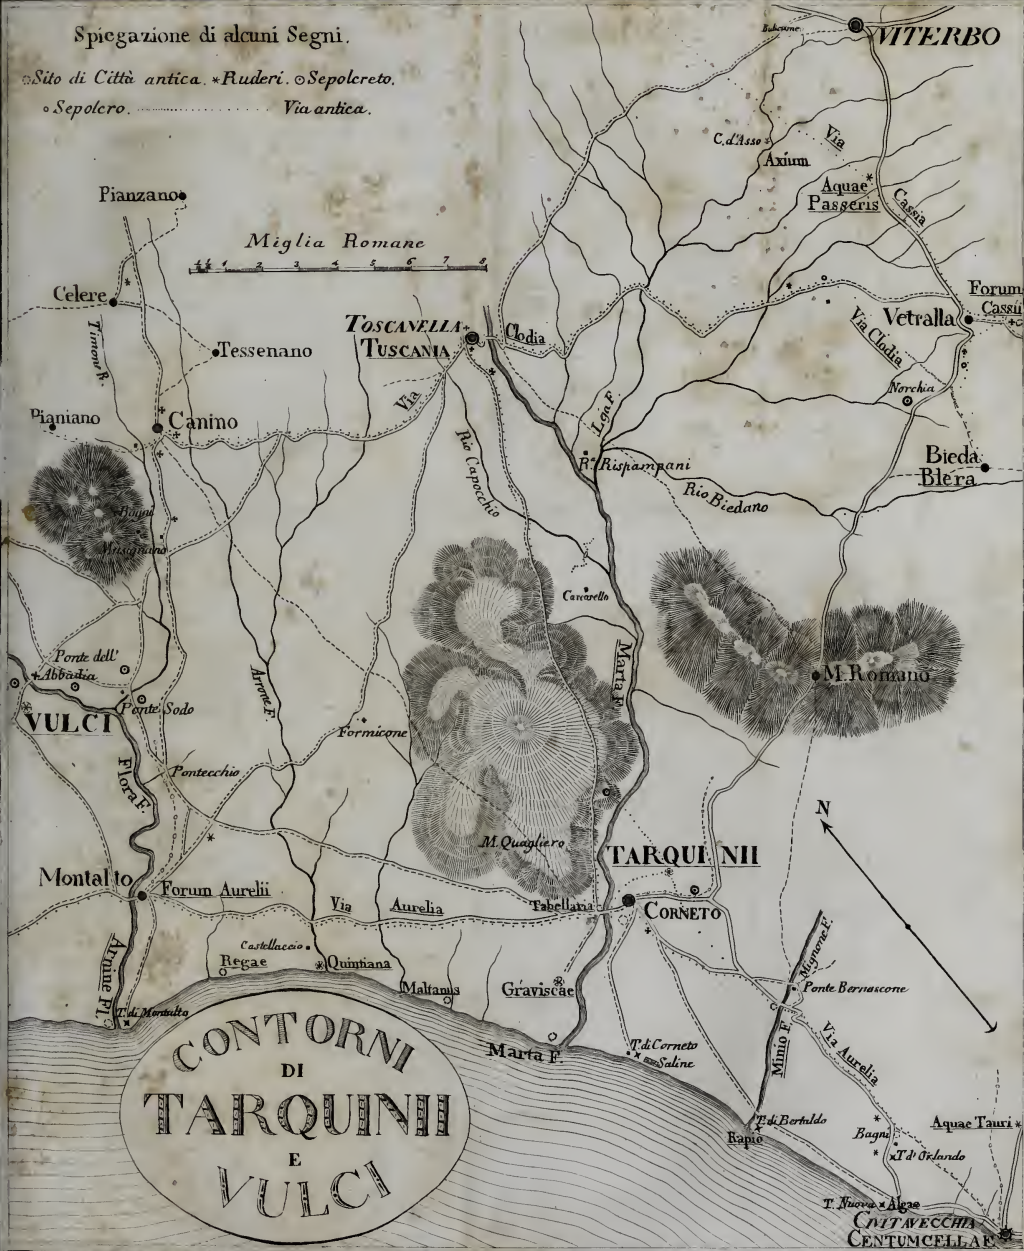 Spiegazione di alcuni Segni.
Sito di Città antica. *Ruderi. Sepolcreto.
Sepolcro. Via antica.
VITERBO
C. d'Asso
Axium
Via
Aquae
Passeris
Cassia
Pianzano
Miglia Romane
1 2 3 4 5 6 7 8
Celere
Timone R.
Tessenano
TOSCANELLA
TUSCANIA
Clodia
Via
Forum
Cassii
Vetralla
Via Clodia
Norchia
Pianiano
Canino
Rio Capocchio
Leja F.
R.ª Rispampani
Rio Biedano
Bieda
Blera
Bagni
Musignano
Carcarello
Marta F.
M. Romano
Ponte dell'
Abbadia
Ponte Sodo
VULCI
Arrone F.
Formicone
Flora F.
Pontecchio
N
M. Quagliero
TARQUINII
Montalto
Forum Aurelii
Via Aurelia
Tabellaria
CORNETO
Armine Fl.
Castellaccio
Regae
Quintiana
Maltanus
Graviscae
Mignone F.
Ponte Bernascone
T. di Montalto
Marta F.
T. di Corneto
Saline
Minio F.
Via Aurelia
T. di Bertaldo
Rapio
Bagni
T. d'Orlando
Aquae Tauri
T. Nuova
Algae
CIVITAVECCHIA
CENTUMCELLAE
CONTORNI
DI
TARQUINII
E
VULCI